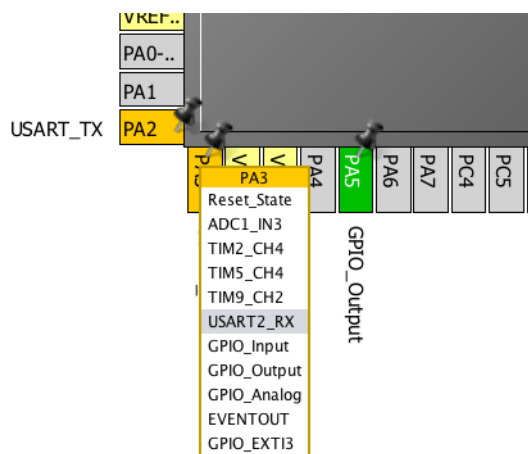 VREF..
PA0-..
PA1
USART_TX PA2
V
V
PA4
PA5
PA6
PA7
PC4
PC5
GPIO_Output
PA3
Reset_State
ADC1_IN3
TIM2_CH4
TIM5_CH4
TIM9_CH2
USART2_RX
GPIO_Input
GPIO_Output
GPIO_Analog
EVENTOUT
GPIO_EXTI3